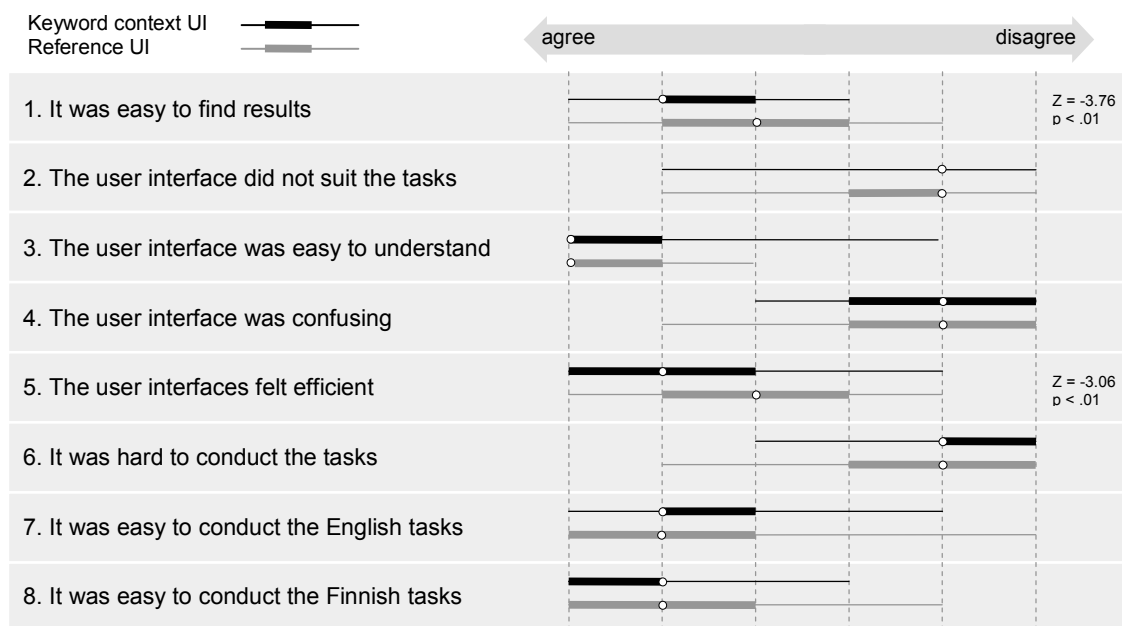 Keyword context UI
Reference UI
agree
disagree
1. It was easy to find results
Z = -3.76
p < .01
2. The user interface did not suit the tasks
3. The user interface was easy to understand
4. The user interface was confusing
5. The user interfaces felt efficient
Z = -3.06
p < .01
6. It was hard to conduct the tasks
7. It was easy to conduct the English tasks
8. It was easy to conduct the Finnish tasks